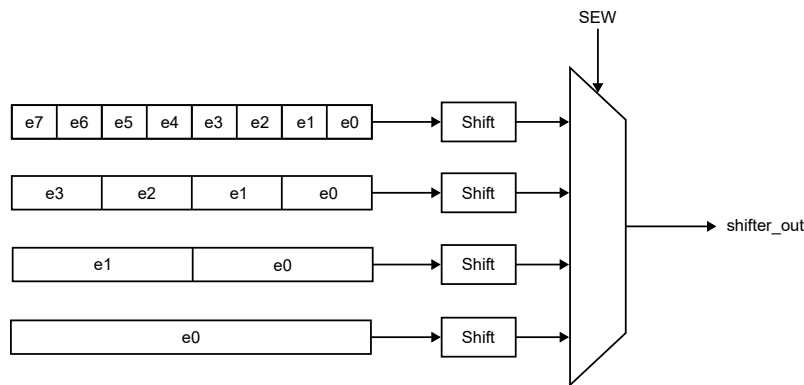 SEW
e7 e6 e5 e4 e3 e2 e1 e0 Shift
e3 e2 e1 e0 Shift
shifter_out
e1 e0 Shift
e0 Shift